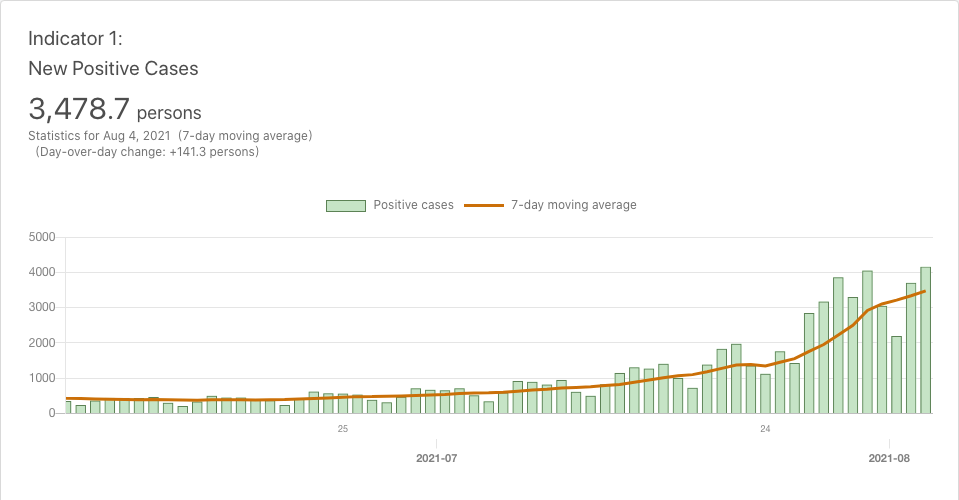 Indicator 1:
New Positive Cases
3,478.7 persons
Statistics for Aug 4, 2021 (7-day moving average)
(Day-over-day change: +141.3 persons)
Positive cases 7-day moving average
5000
4000
3000
2000
1000
0
25 24
2021-07 2021-08